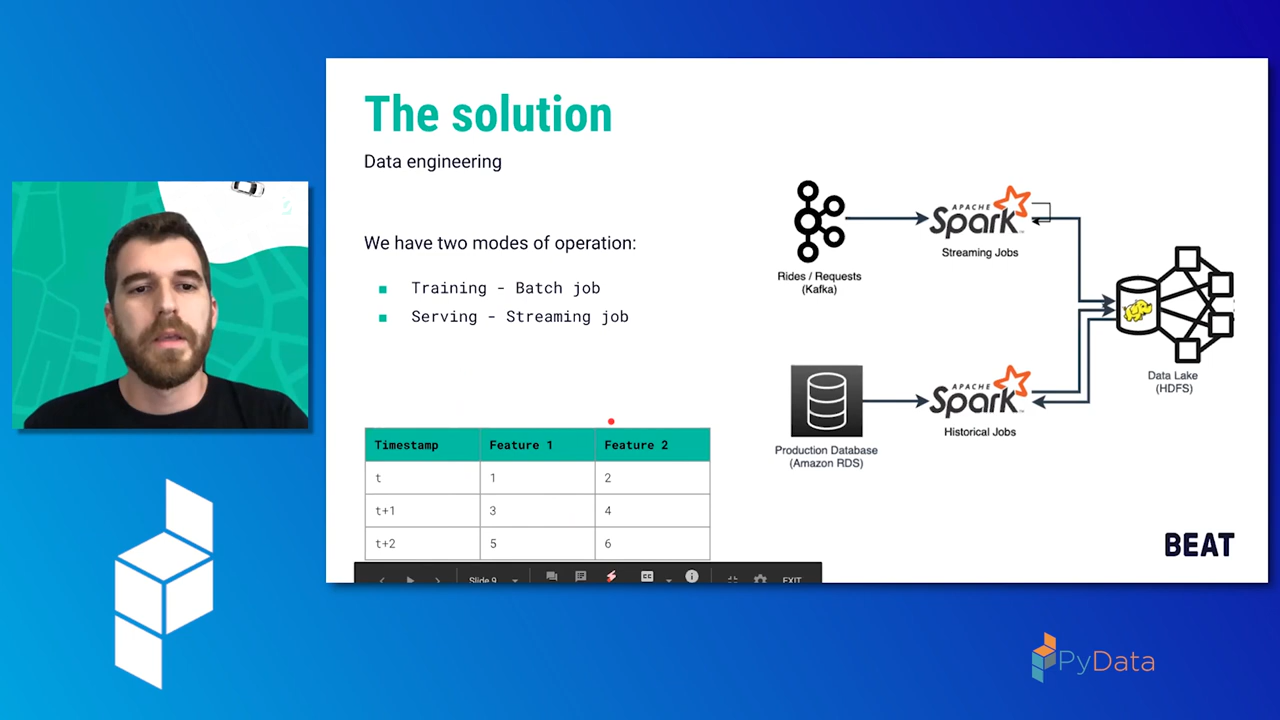 The solution
Data engineering
We have two modes of operation:
Training - Batch job
Serving - Streaming job
Rides / Requests
(Kafka)
APACHE
Spark
Streaming Jobs
Data Lake
(HDFS)
Production Database
(Amazon RDS)
APACHE
Spark
Historical Jobs
Timestamp Feature 1 Feature 2
t 1 2
t+1 3 4
t+2 5 6
BEAT
Slide 9
CC
EXIT
PyData